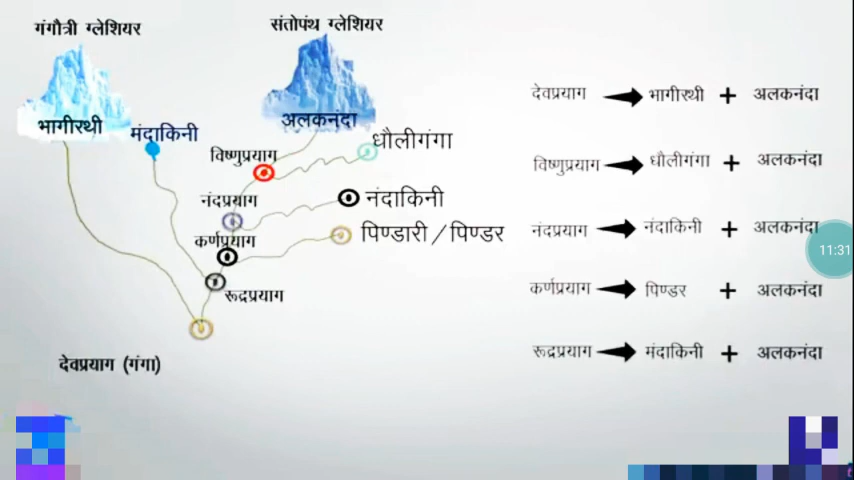 गंगौत्री ग्लेशियर
संतोपंथ ग्लेशियर
भागीरथी
मंदाकिनी
अलकनंदा
विष्णुप्रयाग
धौलीगंगा
नंदप्रयाग
नंदाकिनी
कर्णप्रयाग
पिण्डारी / पिण्डर
रूद्रप्रयाग
देवप्रयाग (गंगा)
देवप्रयाग भागीरथी + अलकनंदा
विष्णुप्रयाग धौलीगंगा + अलकनंदा
नंदप्रयाग नंदाकिनी + अलकनंदा
11:31
कर्णप्रयाग पिण्डर + अलकनंदा
रूद्रप्रयाग मंदाकिनी + अलकनंदा